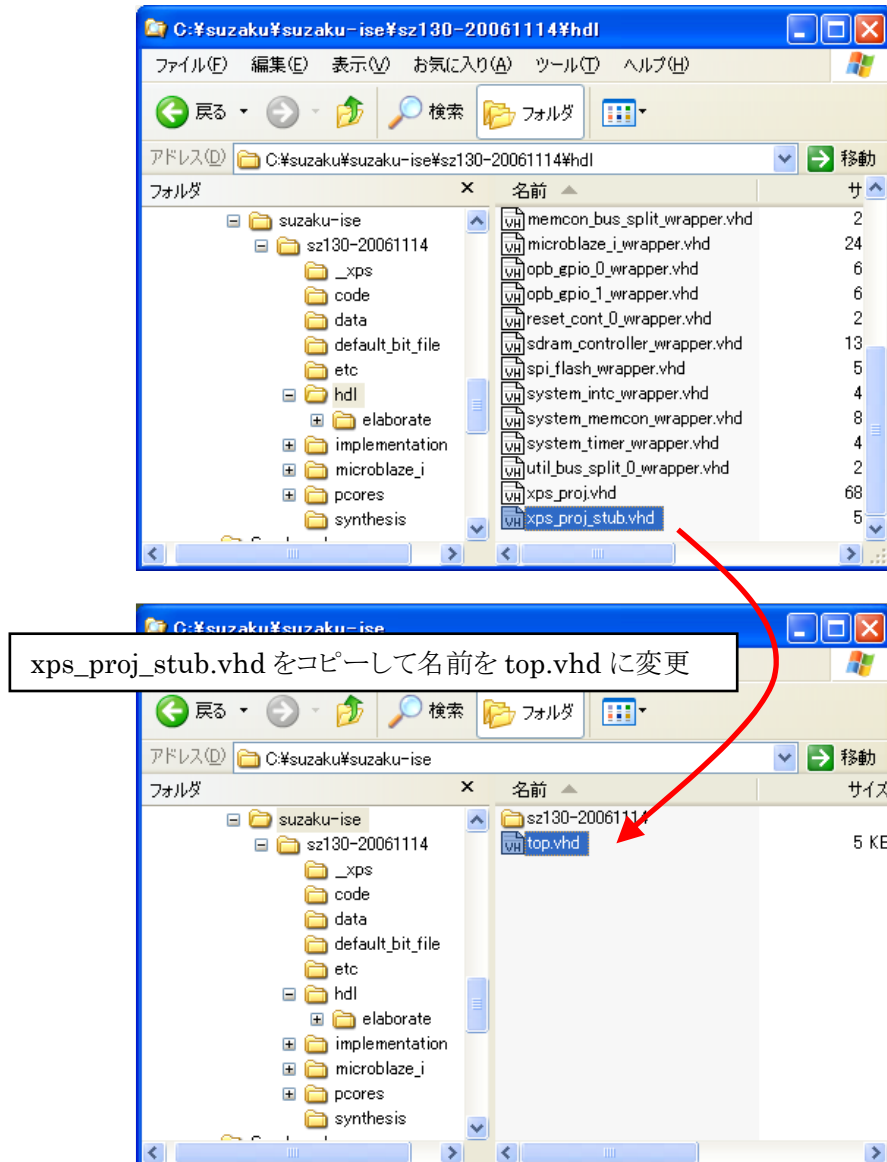 C:¥suzaku¥suzaku-ise¥sz130-20061114¥hdl
ファイル(F) 編集(E) 表示(V) お気に入り(A) ツール(T) ヘルプ(H)
戻る 検索 フォルダ
アドレス(D) C:¥suzaku¥suzaku-ise¥sz130-20061114¥hdl 移動
フォルダ × 名前 サ
suzaku-ise
sz130-20061114
_xps
code
data
default_bit_file
etc
hdl
elaborate
implementation
microblaze_i
pcores
synthesis
memcon_bus_split_wrapper.vhd 2
microblaze_i_wrapper.vhd 24
opb_gpio_0_wrapper.vhd 6
opb_gpio_1_wrapper.vhd 6
reset_cont_0_wrapper.vhd 2
sdram_controller_wrapper.vhd 13
spi_flash_wrapper.vhd 5
system_intc_wrapper.vhd 4
system_memcon_wrapper.vhd 8
system_timer_wrapper.vhd 4
util_bus_split_0_wrapper.vhd 2
xps_proj.vhd 68
xps_proj_stub.vhd 5
C:¥suzaku¥suzaku-ise
xps_proj_stub.vhd をコピーして名前を top.vhd に変更
戻る 検索 フォルダ
アドレス(D) C:¥suzaku¥suzaku-ise 移動
フォルダ × 名前 サイズ
suzaku-ise
sz130-20061114
_xps
code
data
default_bit_file
etc
hdl
elaborate
implementation
microblaze_i
pcores
synthesis
sz130-20061114
top.vhd 5 KB